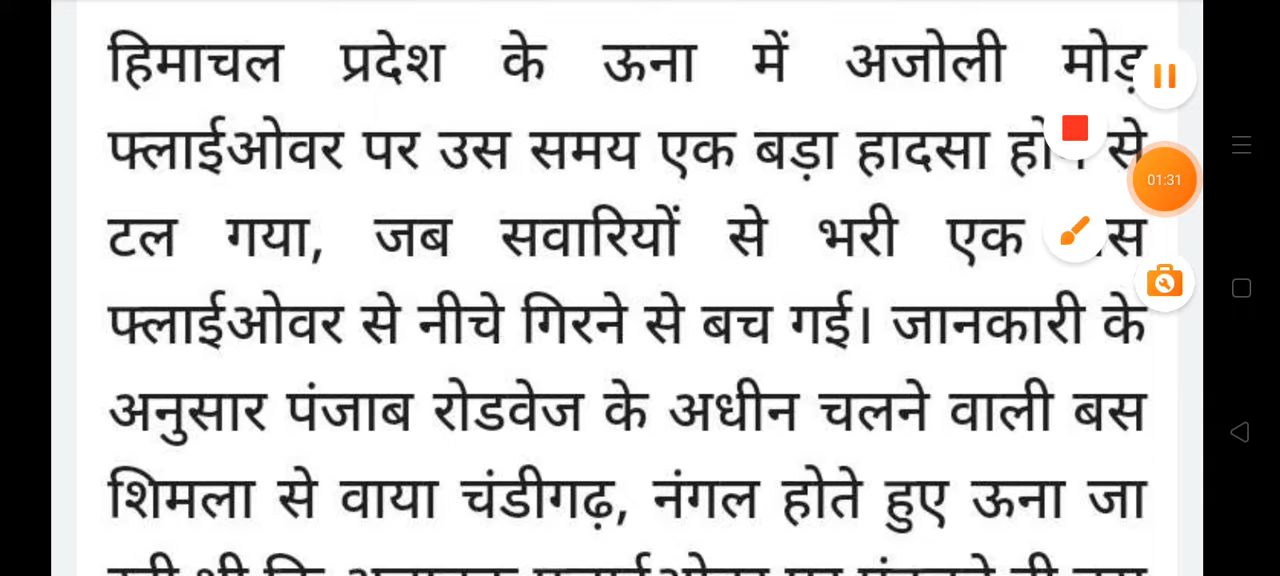 हिमाचल प्रदेश के ऊना में अजोली मोड़
फ्लाईओवर पर उस समय एक बड़ा हादसा से
टल गया, जब सवारियों से भरी एक
फ्लाईओवर से नीचे गिरने से बच गई। जानकारी के
अनुसार पंजाब रोडवेज के अधीन चलने वाली बस
शिमला से वाया चंडीगढ़, नंगल होते हुए ऊना जा
01:31